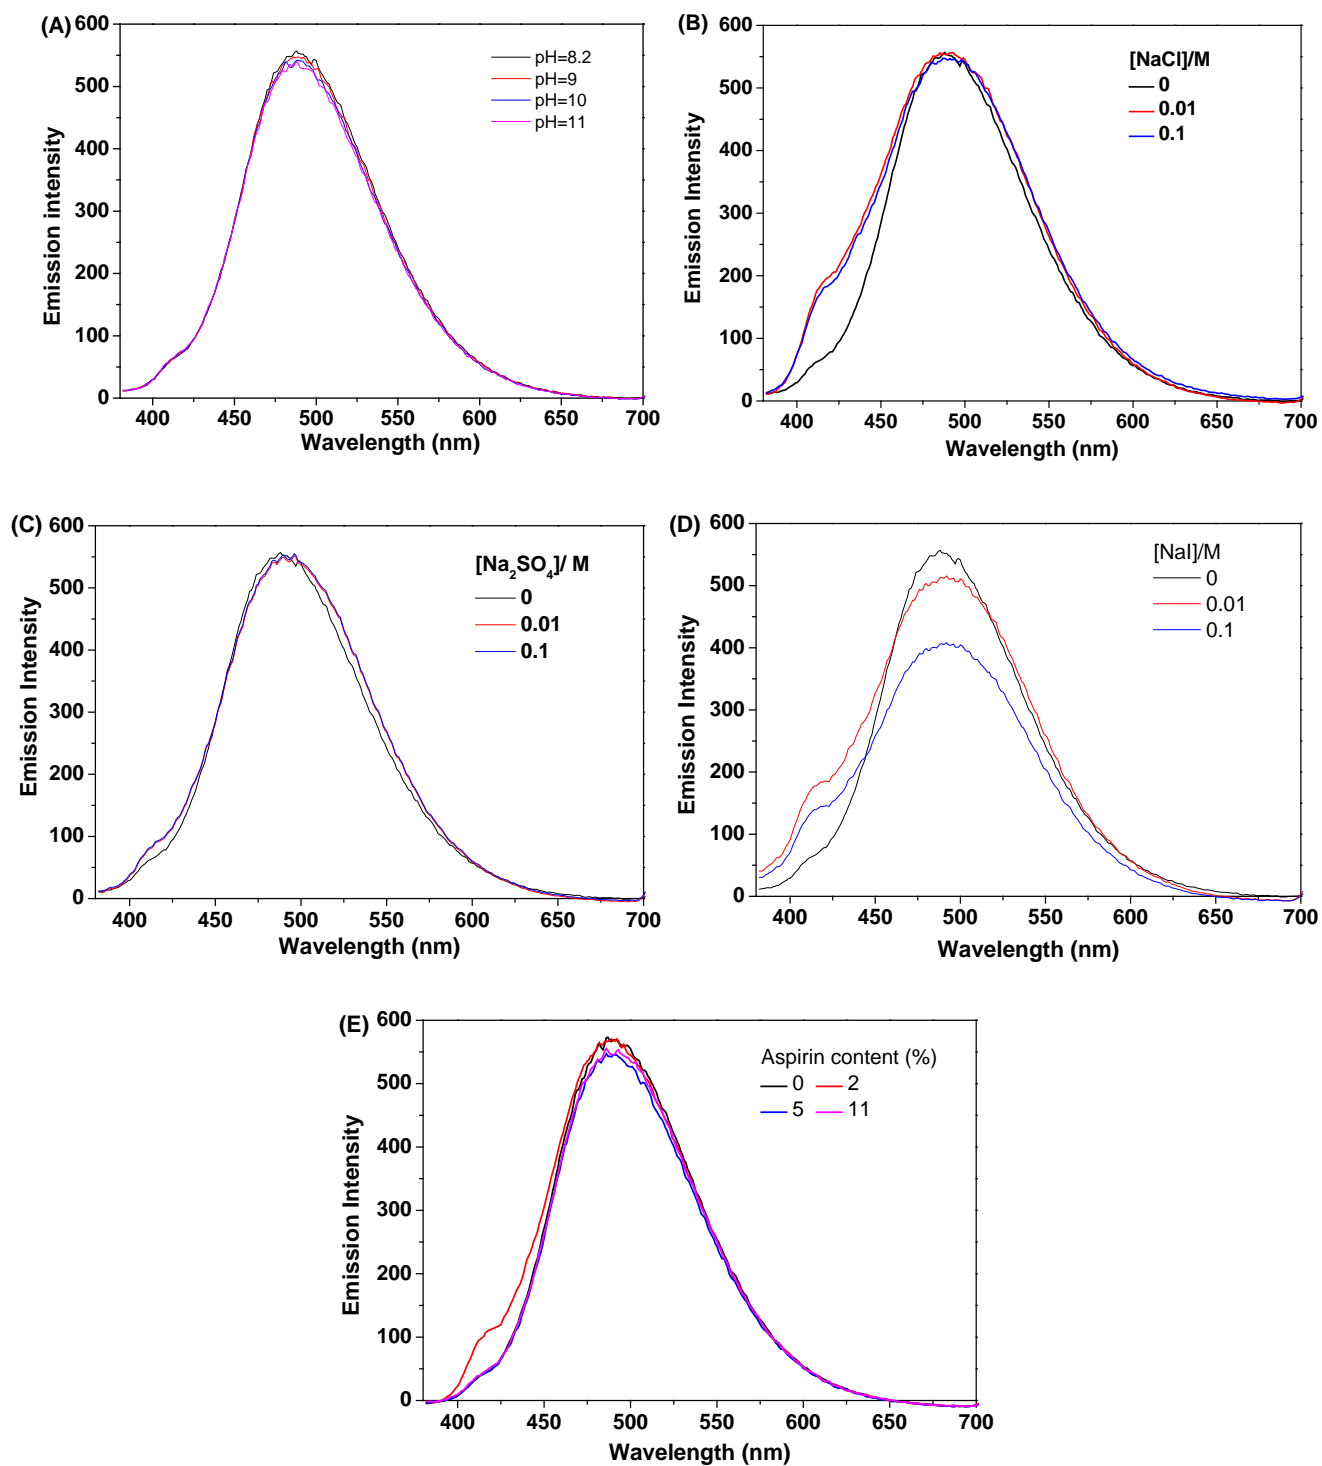 (A)
600
500
400
300
200
100
0
400 450 500 550 600 650 700
Emission intensity
Wavelength (nm)
pH=8.2
pH=9
pH=10
pH=11
(B)
600
500
400
300
200
100
0
400 450 500 550 600 650 700
Emission Intensity
Wavelength (nm)
[NaCl]/M
0
0.01
0.1
(C)
600
500
400
300
200
100
0
400 450 500 550 600 650 700
Emission Intensity
Wavelength (nm)
[Na₂SO₄]/ M
0
0.01
0.1
(D)
600
500
400
300
200
100
0
400 450 500 550 600 650 700
Emission Intensity
Wavelength (nm)
[NaI]/M
0
0.01
0.1
(E)
600
500
400
300
200
100
0
400 450 500 550 600 650 700
Emission Intensity
Wavelength (nm)
Aspirin content (%)
0 2
5 11